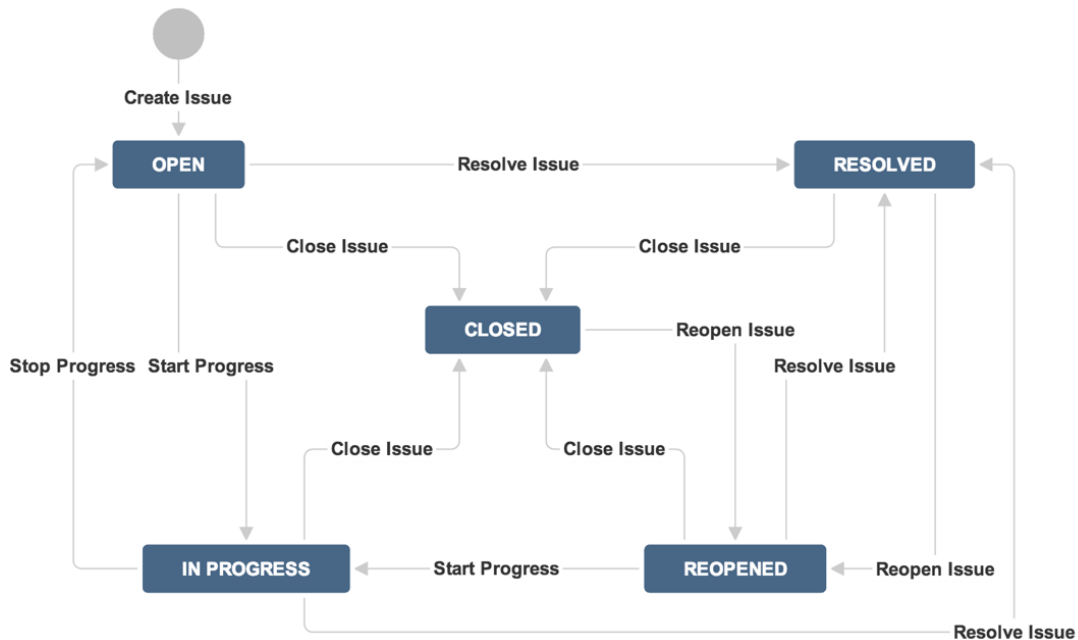 Create Issue
OPEN
Resolve Issue
RESOLVED
Close Issue
Close Issue
CLOSED
Reopen Issue
Stop Progress
Start Progress
Resolve Issue
Close Issue
Close Issue
IN PROGRESS
Start Progress
REOPENED
Reopen Issue
Resolve Issue